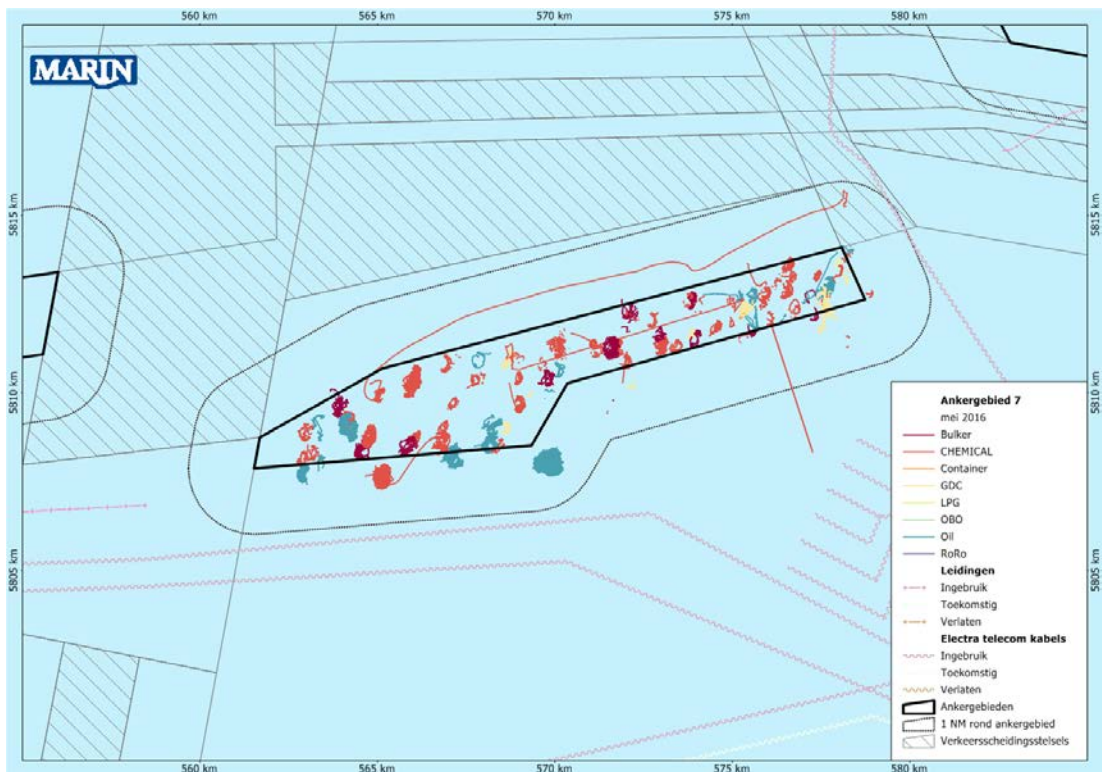 560 km
565 km
570 km
575 km
580 km
MARIN
5815 km
5815 km
5810 km
5810 km
5805 km
5805 km
Ankergebied 7
mei 2016
Bulker
CHEMICAL
Container
GDC
LPG
OBO
Oil
RoRo
Leidingen
Ingebruik
Toekomstig
Verlaten
Electra telecom kabels
Ingebruik
Toekomstig
Verlaten
Ankergebieden
1 NM rond ankergebied
Verkeersscheidingsstelsels
560 km
565 km
570 km
575 km
580 km